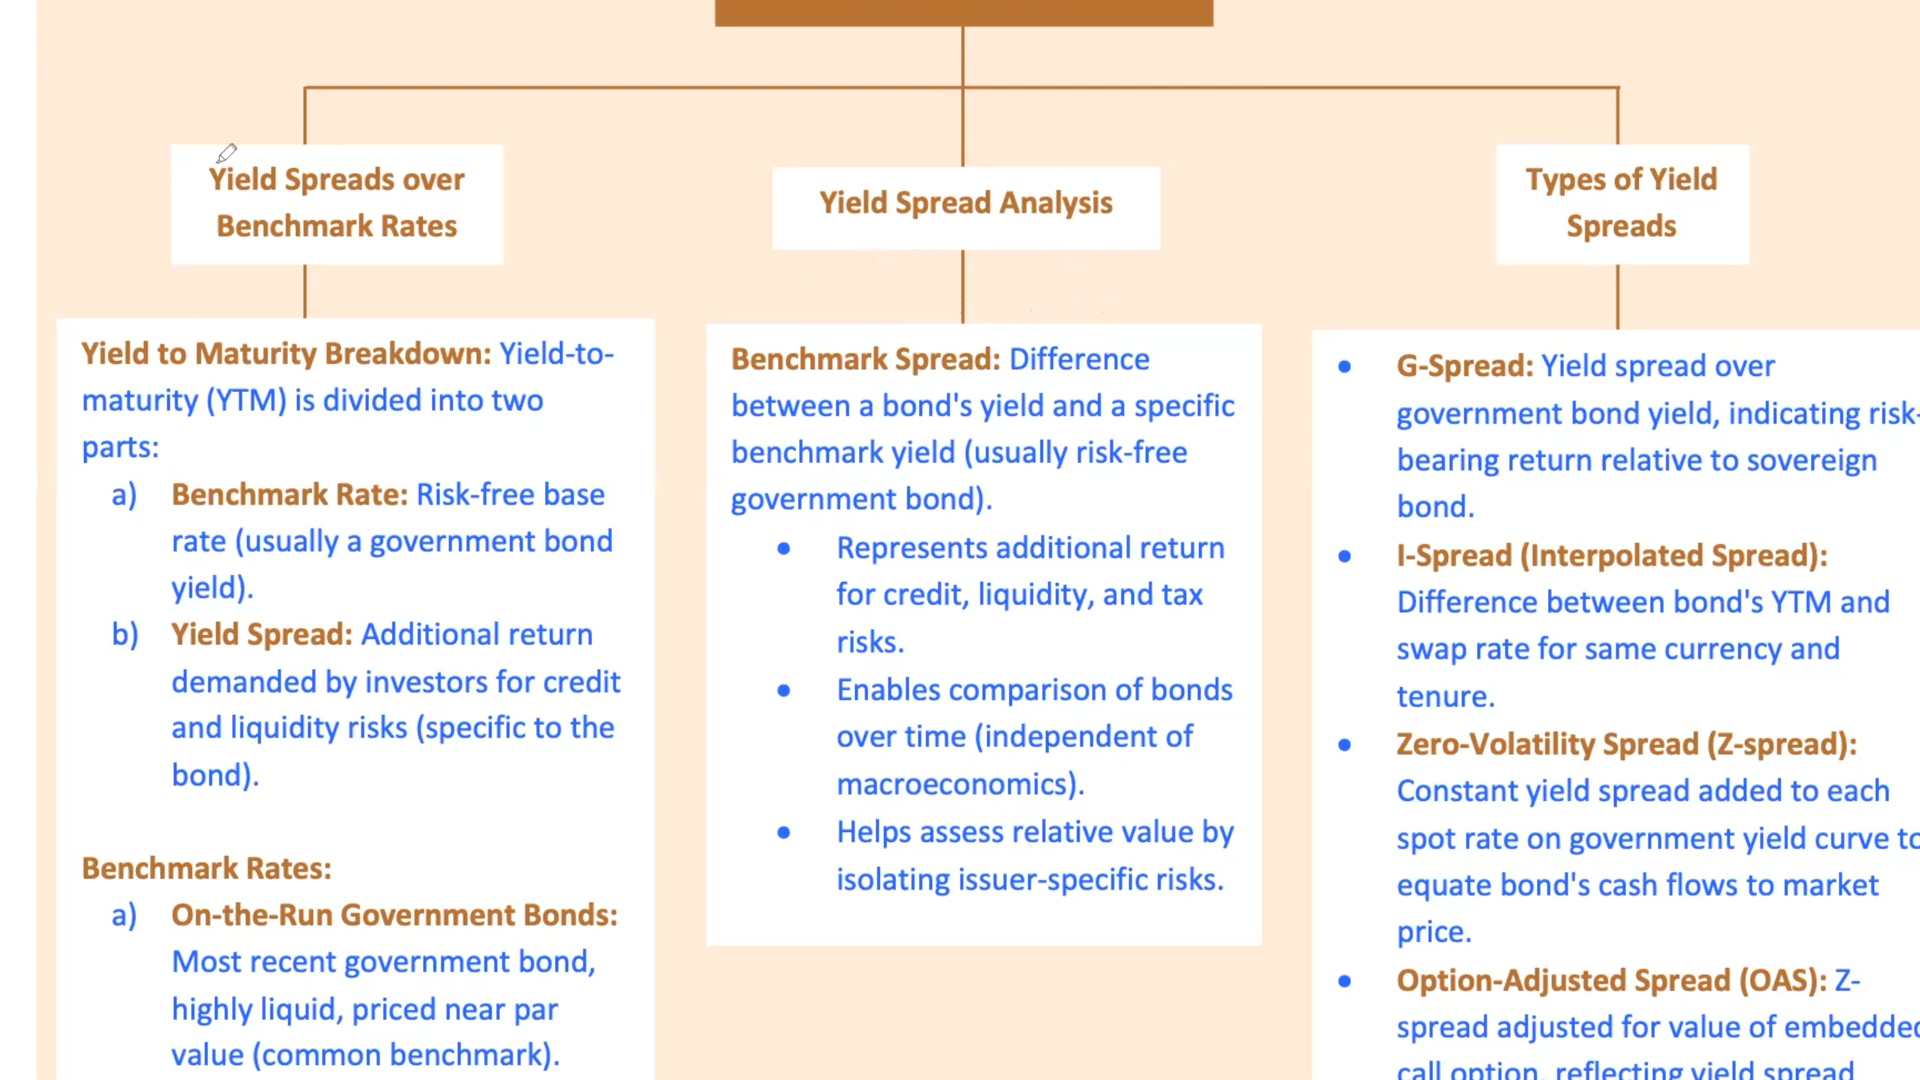 Yield Spreads over
Benchmark Rates
Yield to Maturity Breakdown: Yield-to-
maturity (YTM) is divided into two
parts:
a) Benchmark Rate: Risk-free base
rate (usually a government bond
yield).
b) Yield Spread: Additional return
demanded by investors for credit
and liquidity risks (specific to the
bond).
Benchmark Rates:
a) On-the-Run Government Bonds:
Most recent government bond,
highly liquid, priced near par
value (common benchmark).
Yield Spread Analysis
Benchmark Spread: Difference
between a bond's yield and a specific
benchmark yield (usually risk-free
government bond).
• Represents additional return
for credit, liquidity, and tax
risks.
• Enables comparison of bonds
over time (independent of
macroeconomics).
• Helps assess relative value by
isolating issuer-specific risks.
Types of Yield
Spreads
• G-Spread: Yield spread over
government bond yield, indicating risk-
bearing return relative to sovereign
bond.
• I-Spread (Interpolated Spread):
Difference between bond's YTM and
swap rate for same currency and
tenure.
• Zero-Volatility Spread (Z-spread):
Constant yield spread added to each
spot rate on government yield curve to
equate bond's cash flows to market
price.
• Option-Adjusted Spread (OAS): Z-
spread adjusted for value of embedded
call option, reflecting yield spread